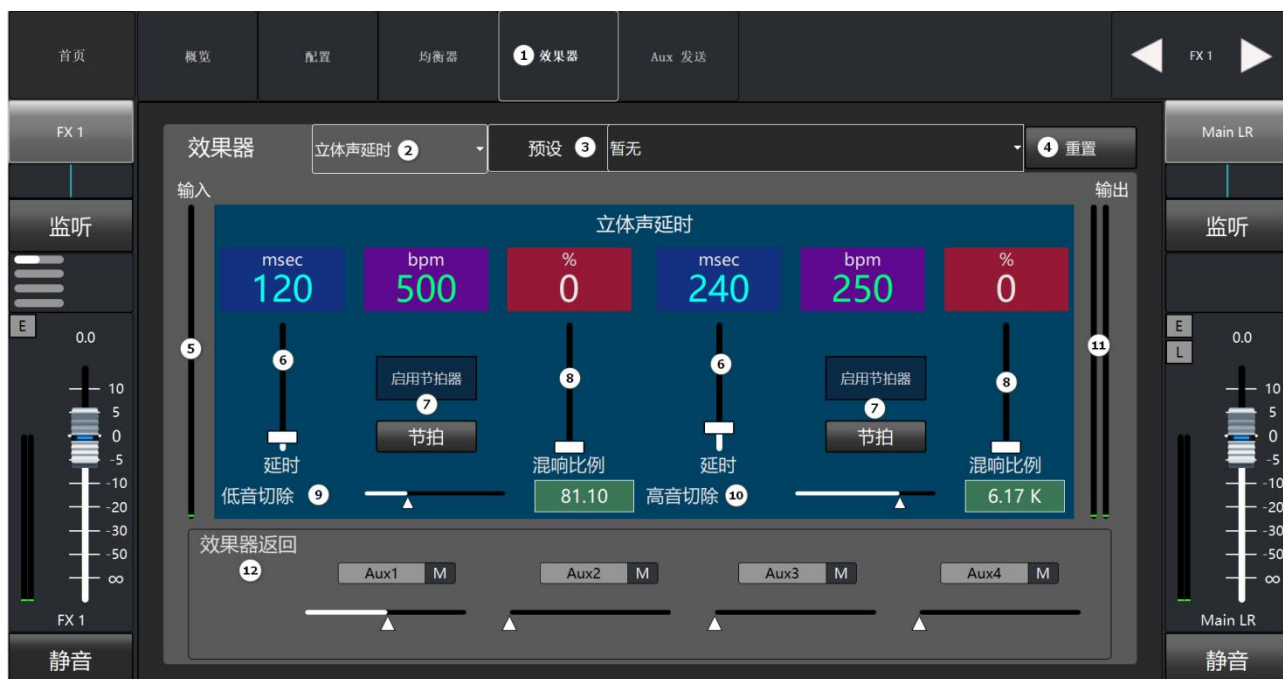 首页
概览
配置
均衡器
1 效果器
Aux 发送
FX 1
FX 1
监听
E
0.0
10
5
0
-5
-10
-20
-30
-50
∞
FX 1
静音
效果器
立体声延时 2
预设 3 暂无
4 重置
输入
输出
立体声延时
msec
120
bpm
500
%
0
msec
240
bpm
250
%
0
5
6
启用节拍器
7
节拍
8
6
启用节拍器
7
节拍
8
11
延时
混响比例
延时
混响比例
低音切除 9
81.10
高音切除 10
6.17 K
效果器返回
12
Aux1 M
Aux2 M
Aux3 M
Aux4 M
Main LR
监听
E
L
0.0
10
5
0
-5
-10
-20
-30
-50
∞
Main LR
静音